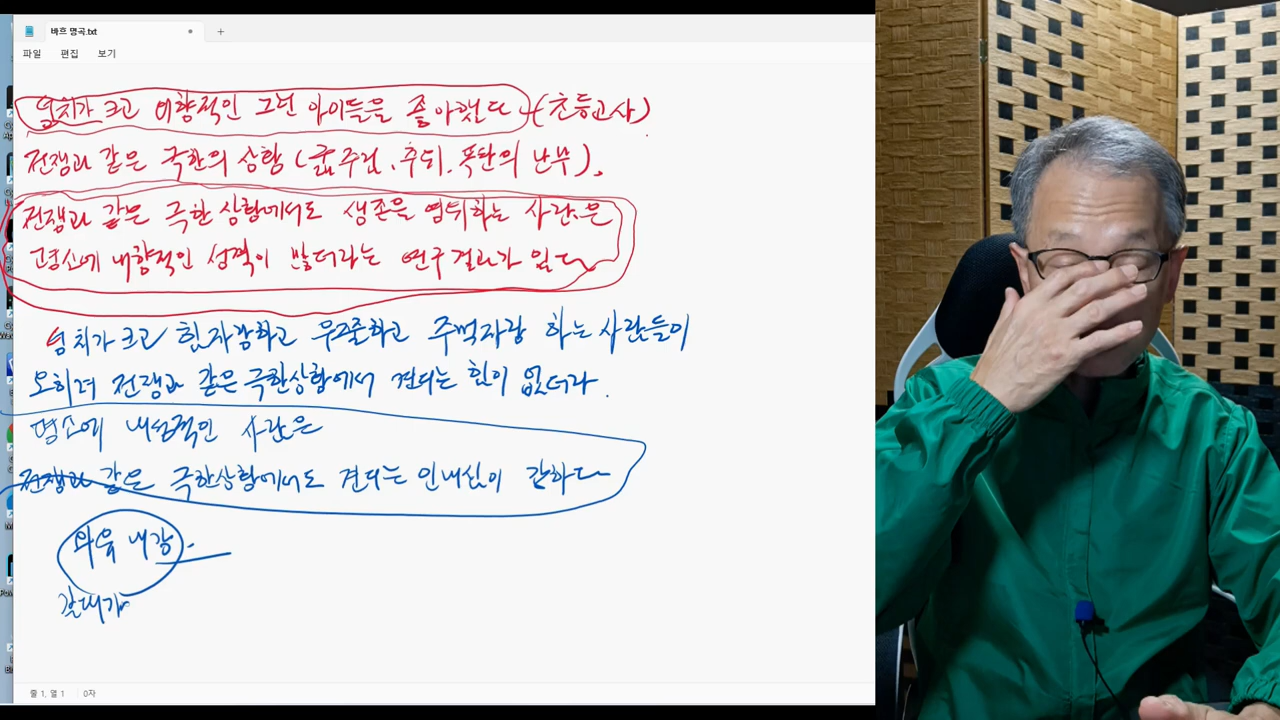 바흐 명곡.txt
파일 편집 보기
덩치가 크고 외향적인 그런 아이들을 좋아했다 (초등교사)
전쟁과 같은 극한의 상황 (굶주림, 추위, 폭탄의 난무).
전쟁과 같은 극한 상황에서도 생존을 영위하는 사람은
평소에 내향적인 성격이 많더라는 연구결과가 있다
덩치가 크고 힘자랑하고 우쭐하고 주먹자랑 하는 사람들이
오히려 전쟁과 같은 극한상황에서 견디는 힘이 없더라.
평소에 내성적인 사람은
전쟁과 같은 극한상황에서도 견디는 인내심이 강하다
외유 내강.
갈대가
줄 1, 열 1 0자